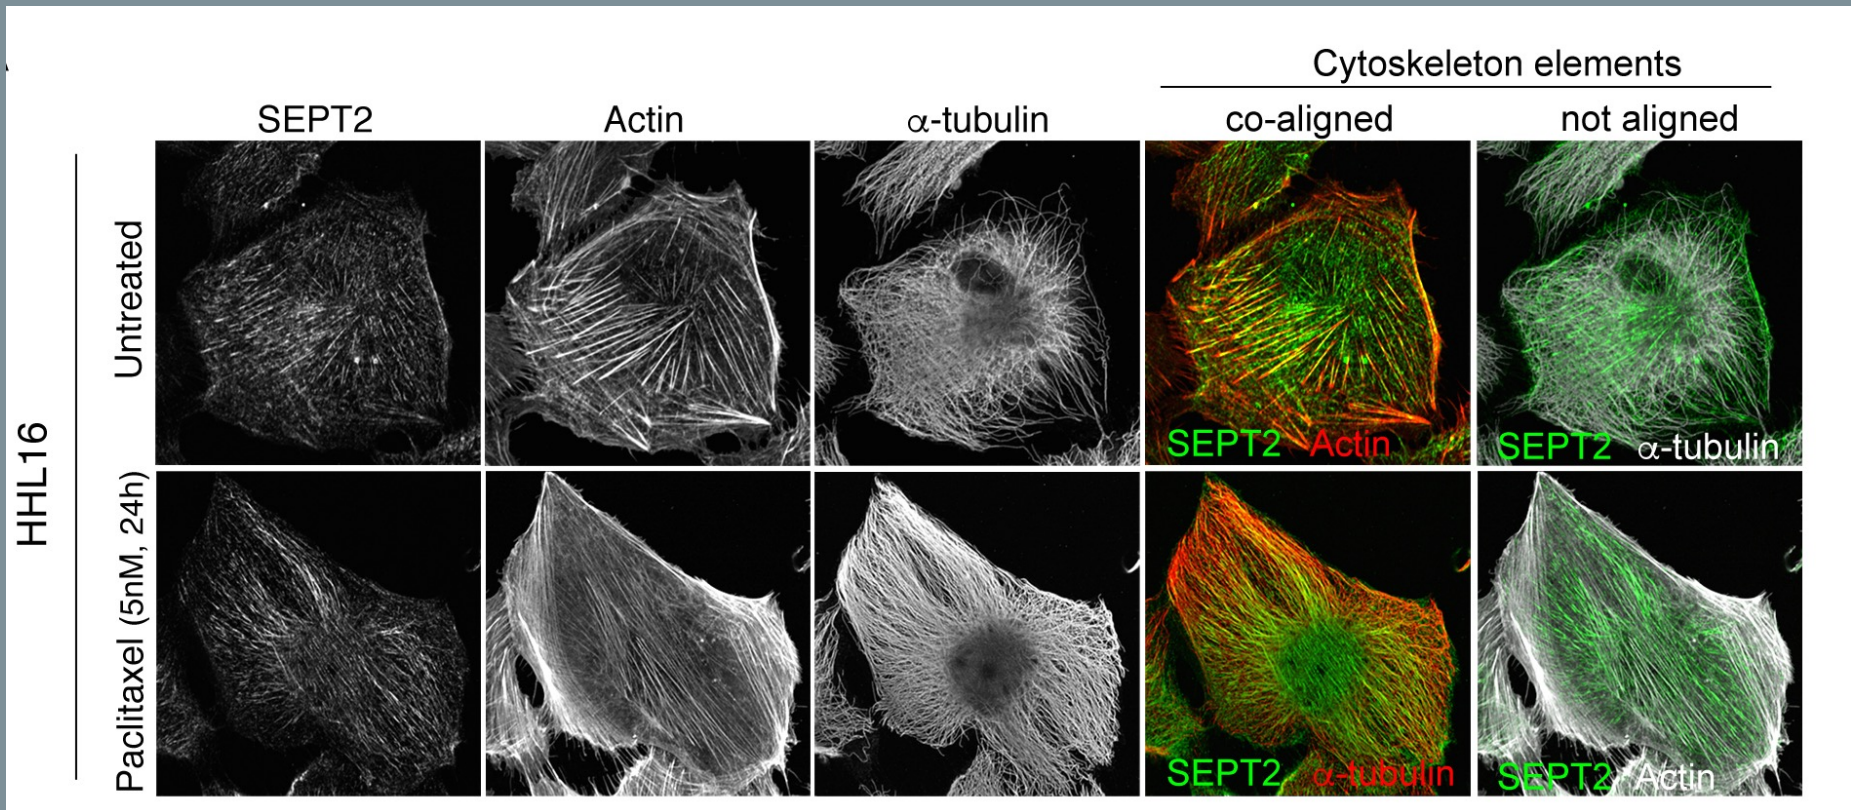 Cytoskeleton elements
SEPT2 Actin α-tubulin co-aligned not aligned
HHL16
Untreated
SEPT2 Actin
SEPT2 α-tubulin
Paclitaxel (5nM, 24h)
SEPT2 α-tubulin
SEPT2 Actin